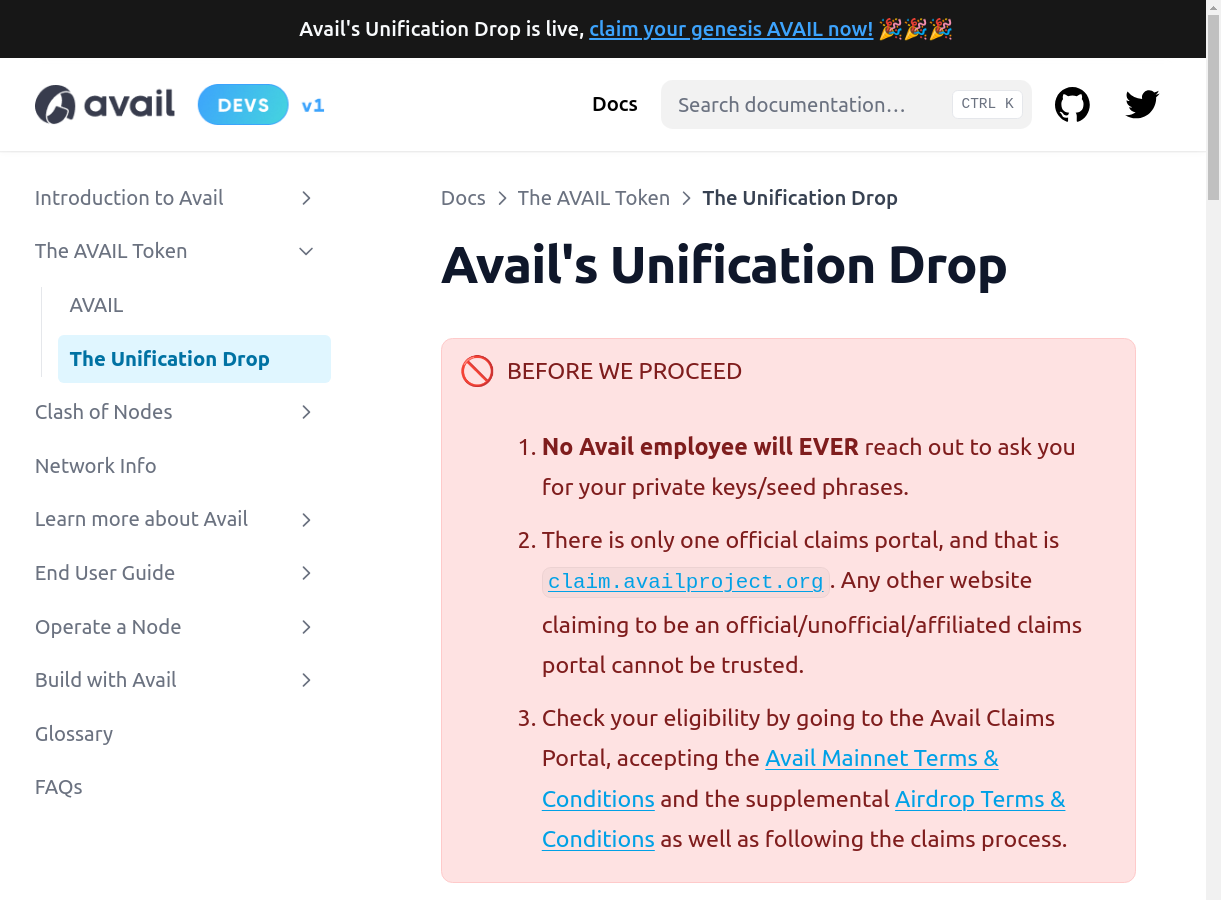 Avail's Unification Drop is live, claim your genesis AVAIL now! 🎉🎉🎉
avail DEVS v1
Docs
Search documentation…
CTRL K
Introduction to Avail
The AVAIL Token
AVAIL
The Unification Drop
Clash of Nodes
Network Info
Learn more about Avail
End User Guide
Operate a Node
Build with Avail
Glossary
FAQs
Docs > The AVAIL Token > The Unification Drop
Avail's Unification Drop
🚫 BEFORE WE PROCEED
1. No Avail employee will EVER reach out to ask you
for your private keys/seed phrases.
2. There is only one official claims portal, and that is
claim.availproject.org. Any other website
claiming to be an official/unofficial/affiliated claims
portal cannot be trusted.
3. Check your eligibility by going to the Avail Claims
Portal, accepting the Avail Mainnet Terms &
Conditions and the supplemental Airdrop Terms &
Conditions as well as following the claims process.